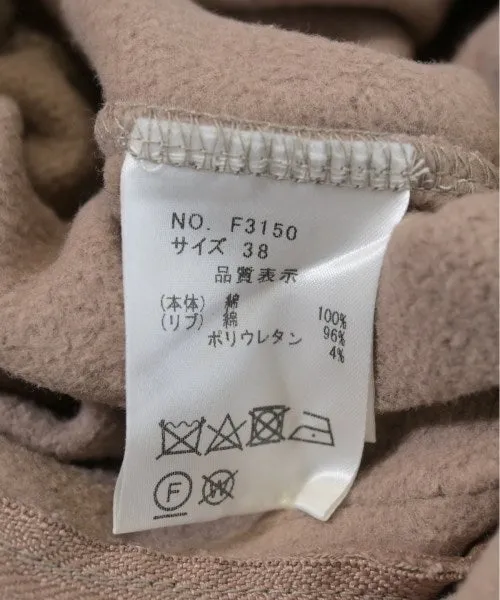 NO. F3150
サイズ 38
品質表示
(本体) 綿 100%
(リブ) 綿 96%
ポリウレタン 4%
F W